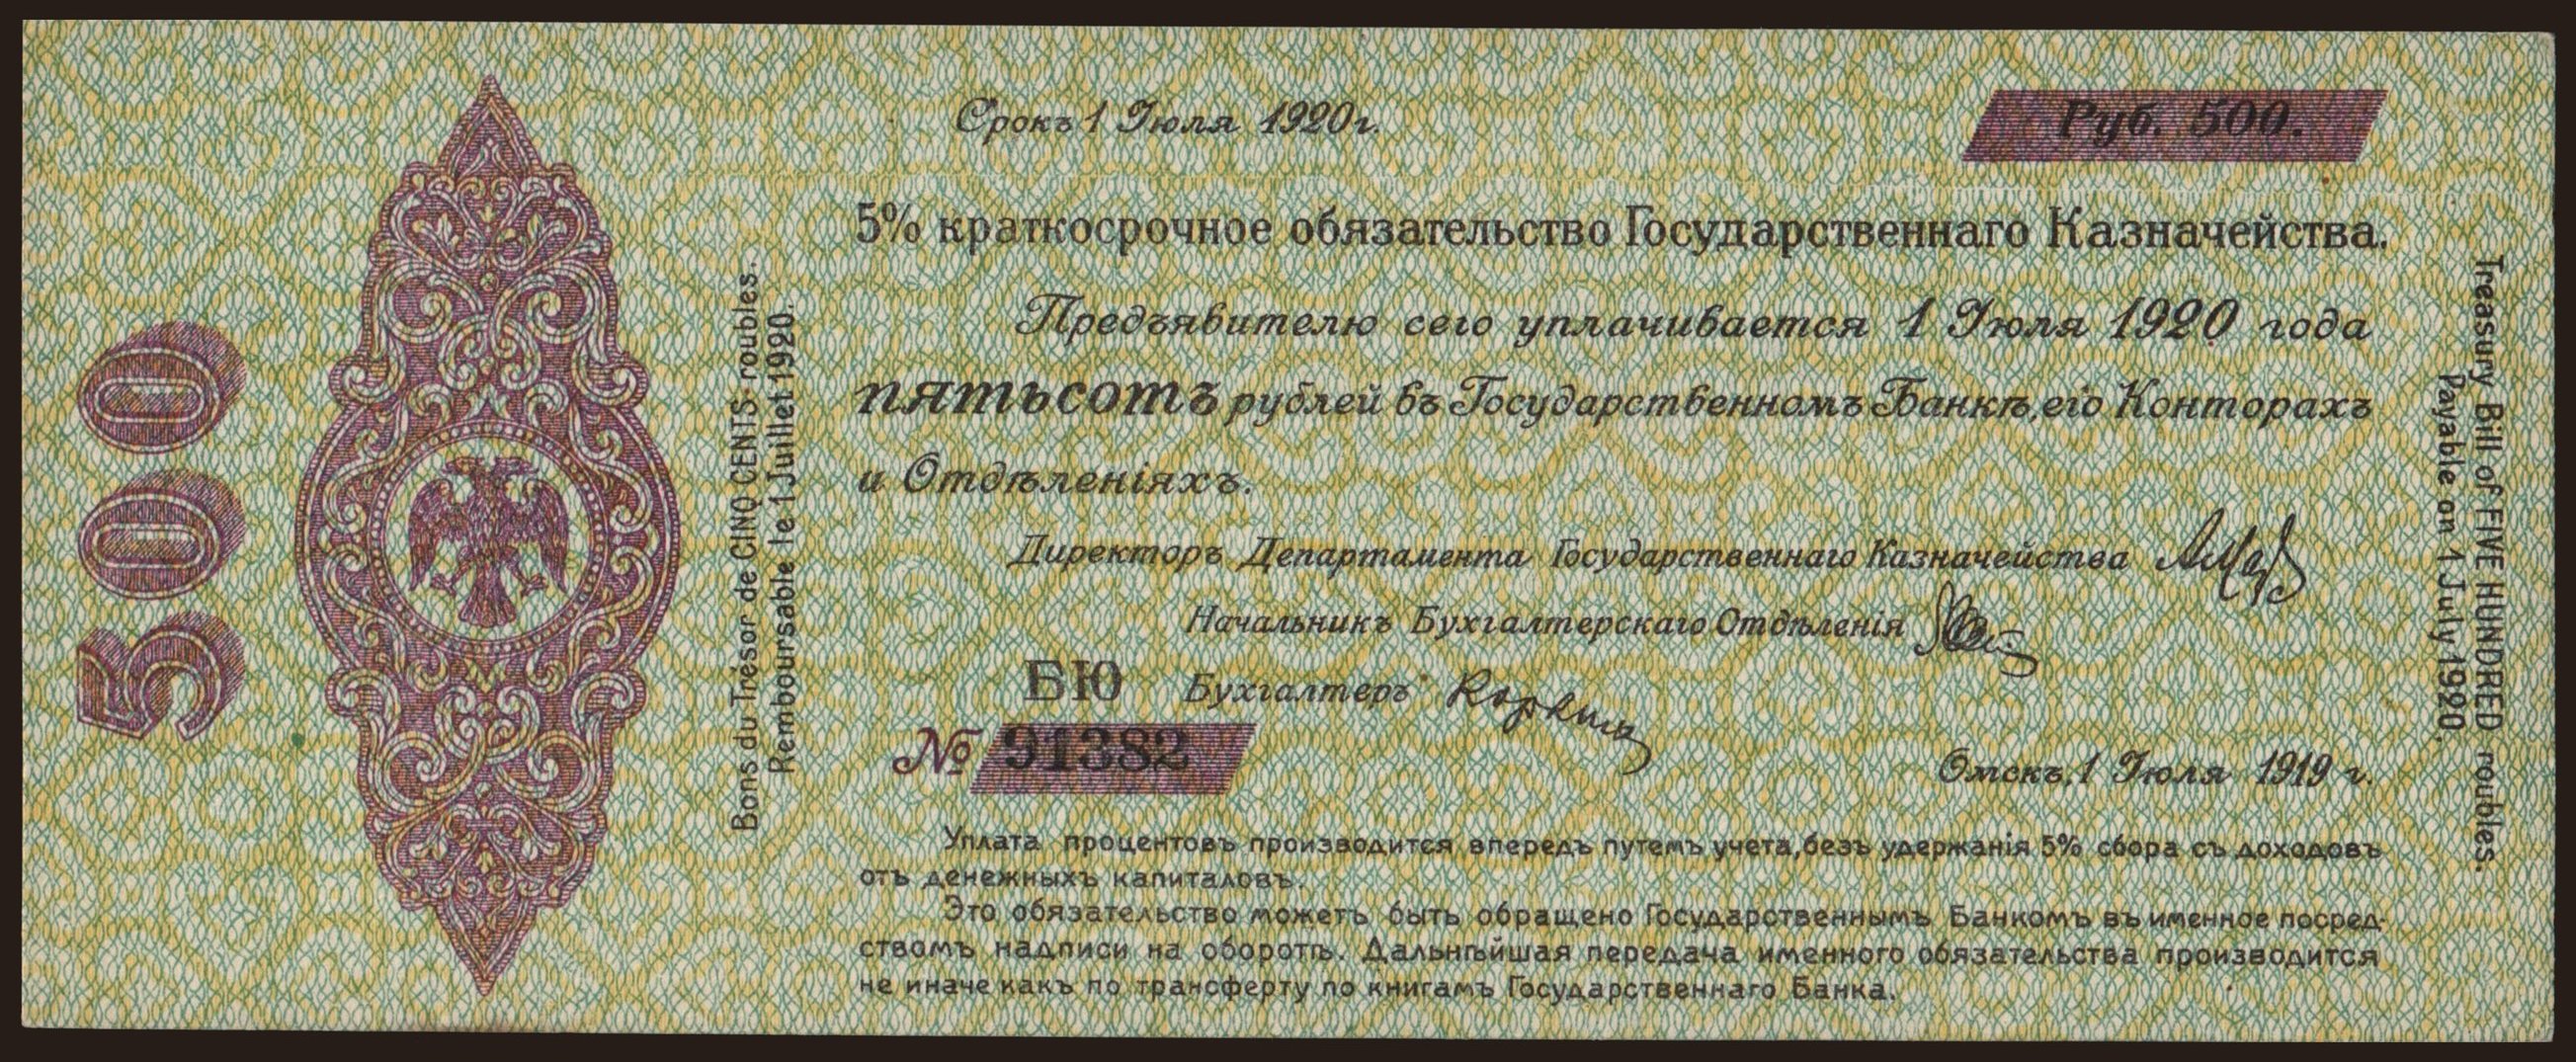 500
Bons du Trésor de CINQ CENTS roubles.
Remboursable le 1 Juillet 1920.
Срокъ 1 Июля 1920 г.
Руб. 500.
5% краткосрочное обязательство Государственнаго Казначейства.
Предъявителю сего уплачивается 1 Июля 1920 года
пятьсотъ рублей въ Государственномъ Банкѣ, его Конторахъ
и Отдѣленіяхъ.
Директоръ Департамента Государственнаго Казначейства
Начальникъ Бухгалтерскаго Отдѣленія
БЮ Бухгалтеръ
№ 91382
Омскъ, 1 Июля 1919 г.
Уплата процентовъ производится впередъ путемъ учета, безъ удержанія 5% сбора съ доходовъ
отъ денежныхъ капиталовъ.
Это обязательство можетъ быть обращено Государственнымъ Банкомъ въ именное посред-
ствомъ надписи на оборотѣ. Дальнѣйшая передача именного обязательства производится
не иначе какъ по трансферту по книгамъ Государственнаго Банка.
Treasury Bill of FIVE HUNDRED roubles.
Payable on 1 July 1920.